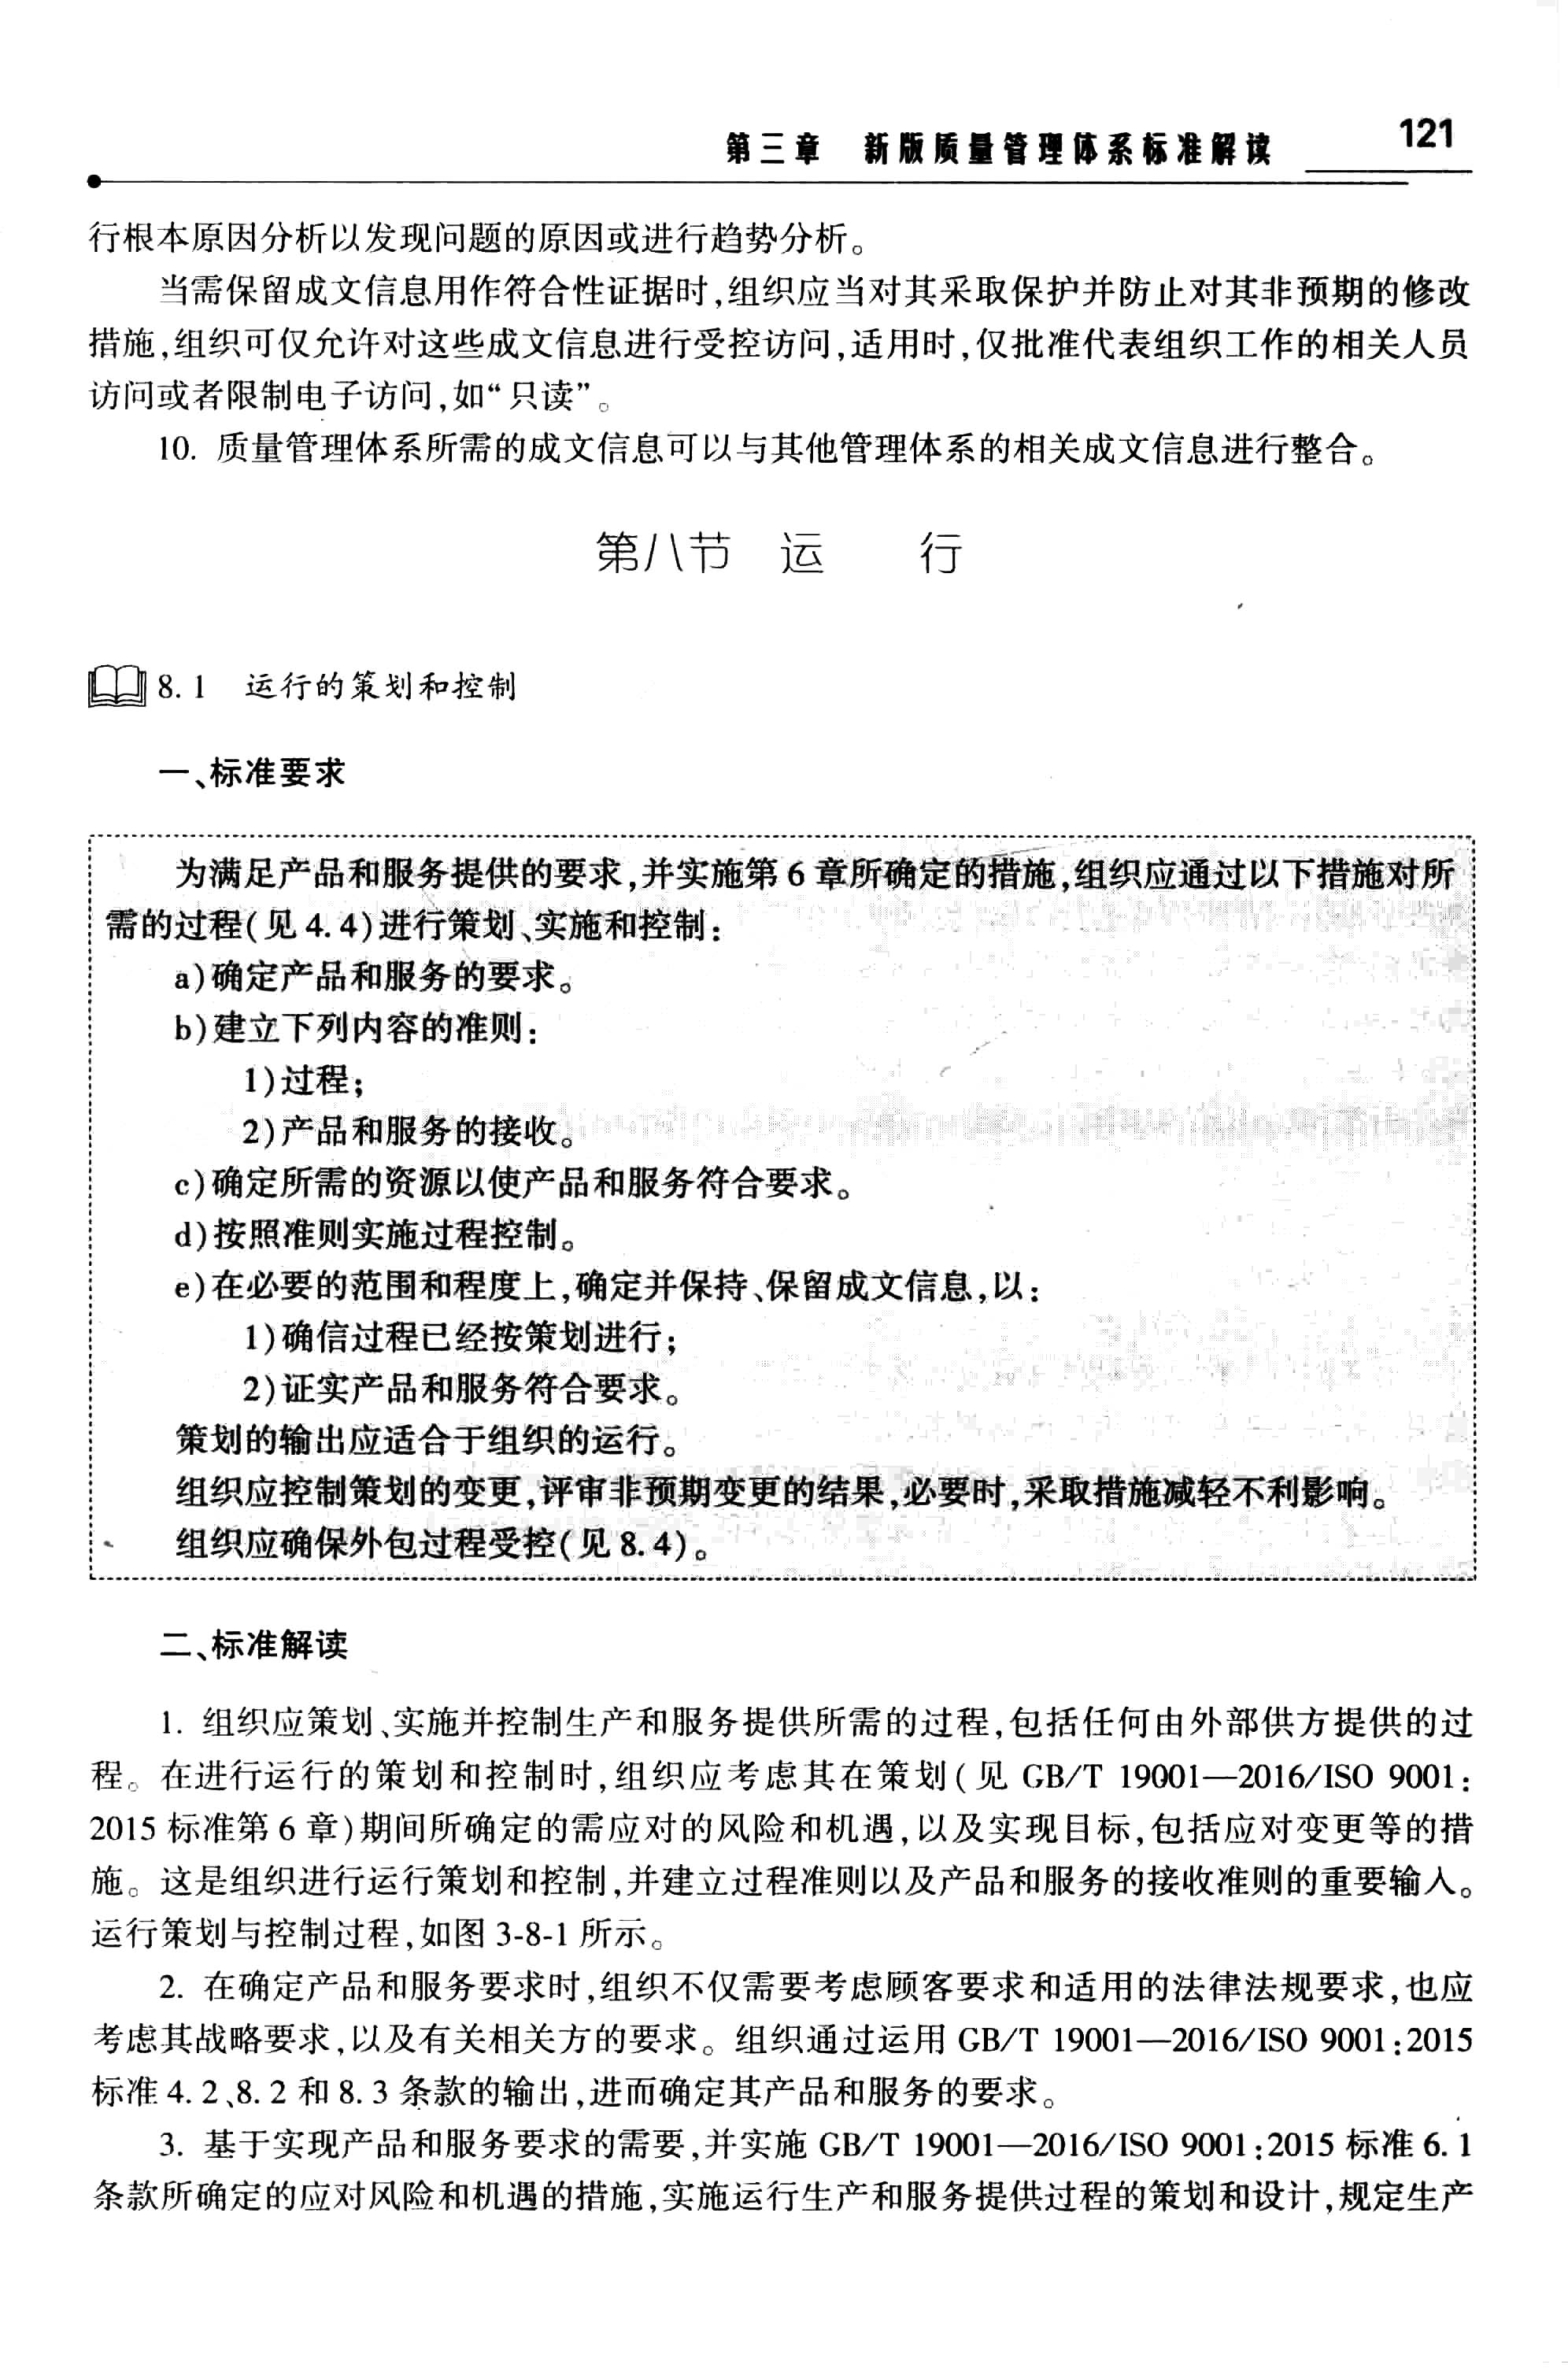 第三章　新版质量管理体系标准解读　121
行根本原因分析以发现问题的原因或进行趋势分析。
当需保留成文信息用作符合性证据时,组织应当对其采取保护并防止对其非预期的修改
措施,组织可仅允许对这些成文信息进行受控访问,适用时,仅批准代表组织工作的相关人员
访问或者限制电子访问,如“只读”。
10. 质量管理体系所需的成文信息可以与其他管理体系的相关成文信息进行整合。
第八节　运　　行
8.1　运行的策划和控制
一、标准要求
为满足产品和服务提供的要求,并实施第6章所确定的措施,组织应通过以下措施对所
需的过程(见4.4)进行策划、实施和控制:
a)确定产品和服务的要求。
b)建立下列内容的准则:
1)过程;
2)产品和服务的接收。
c)确定所需的资源以使产品和服务符合要求。
d)按照准则实施过程控制。
e)在必要的范围和程度上,确定并保持、保留成文信息,以:
1)确信过程已经按策划进行;
2)证实产品和服务符合要求。
策划的输出应适合于组织的运行。
组织应控制策划的变更,评审非预期变更的结果,必要时,采取措施减轻不利影响。
组织应确保外包过程受控(见8.4)。
二、标准解读
1. 组织应策划、实施并控制生产和服务提供所需的过程,包括任何由外部供方提供的过
程。在进行运行的策划和控制时,组织应考虑其在策划(见 GB/T 19001—2016/ISO 9001:
2015标准第6章)期间所确定的需应对的风险和机遇,以及实现目标,包括应对变更等的措
施。这是组织进行运行策划和控制,并建立过程准则以及产品和服务的接收准则的重要输入。
运行策划与控制过程,如图3-8-1所示。
2. 在确定产品和服务要求时,组织不仅需要考虑顾客要求和适用的法律法规要求,也应
考虑其战略要求,以及有关相关方的要求。组织通过运用 GB/T 19001—2016/ISO 9001:2015
标准4.2、8.2和8.3条款的输出,进而确定其产品和服务的要求。
3. 基于实现产品和服务要求的需要,并实施 GB/T 19001—2016/ISO 9001:2015标准6.1
条款所确定的应对风险和机遇的措施,实施运行生产和服务提供过程的策划和设计,规定生产